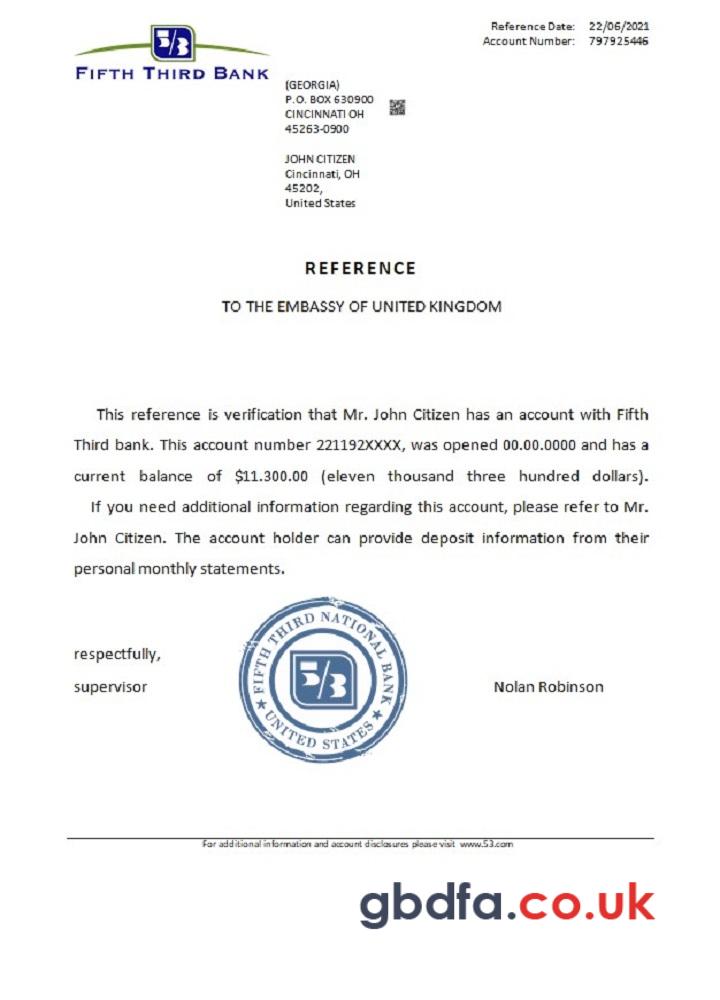 Reference Date: 22/06/2021
Account Number: 797925446
5/3
FIFTH THIRD BANK
(GEORGIA)
P.O. BOX 630900
CINCINNATI OH
45263-0900
JOHN CITIZEN
Cincinnati, OH
45202,
United States
REFERENCE
TO THE EMBASSY OF UNITED KINGDOM
This reference is verification that Mr. John Citizen has an account with Fifth
Third bank. This account number 221192XXXX, was opened 00.00.0000 and has a
current balance of $11.300.00 (eleven thousand three hundred dollars).
If you need additional information regarding this account, please refer to Mr.
John Citizen. The account holder can provide deposit information from their
personal monthly statements.
respectfully,
supervisor
FIFTH THIRD NATIONAL BANK
5/3
UNITED STATES
Nolan Robinson
For additional information and account disclosures please visit www.53.com
gbdfa.co.uk